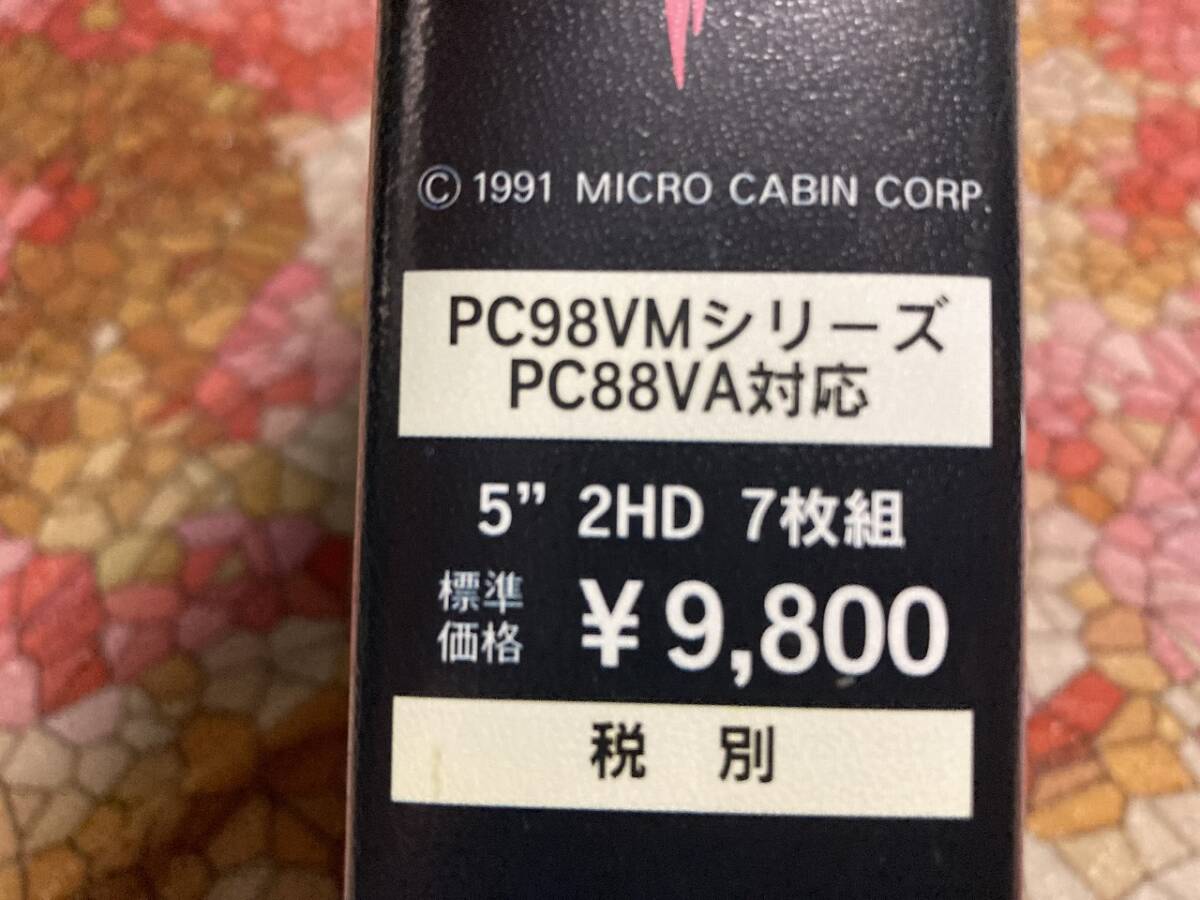 © 1991 MICRO CABIN CORP.
PC98VMシリーズ
PC88VA対応
5” 2HD 7枚組
標準
価格 ¥9,800
税 別